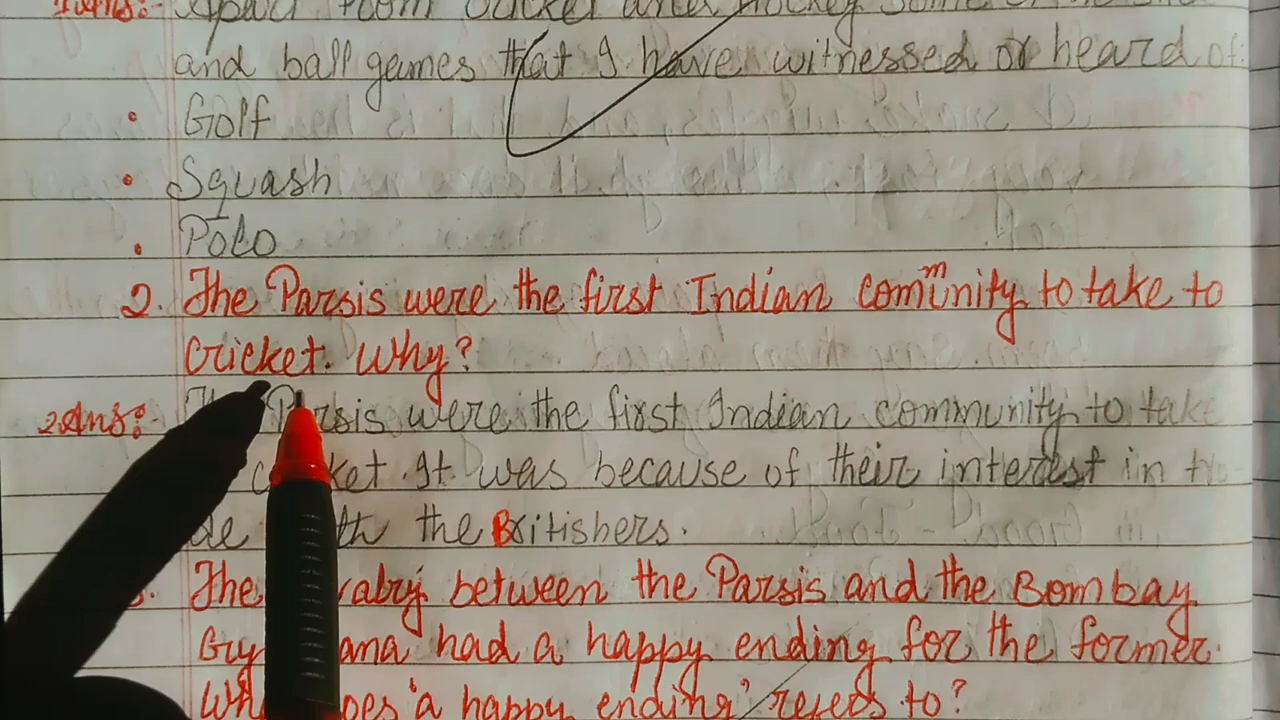 and ball games that I have witnessed or heard of:
• Golf
• Squash
• Polo
2. The Parsis were the first Indian community to take to
cricket. Why?
2Ans:- Parsis were the first Indian community to take
It was because of their interest in
the Britishers.
The between the Parsis and the Bombay
had a happy ending for the former.
'a happy ending' refers to?